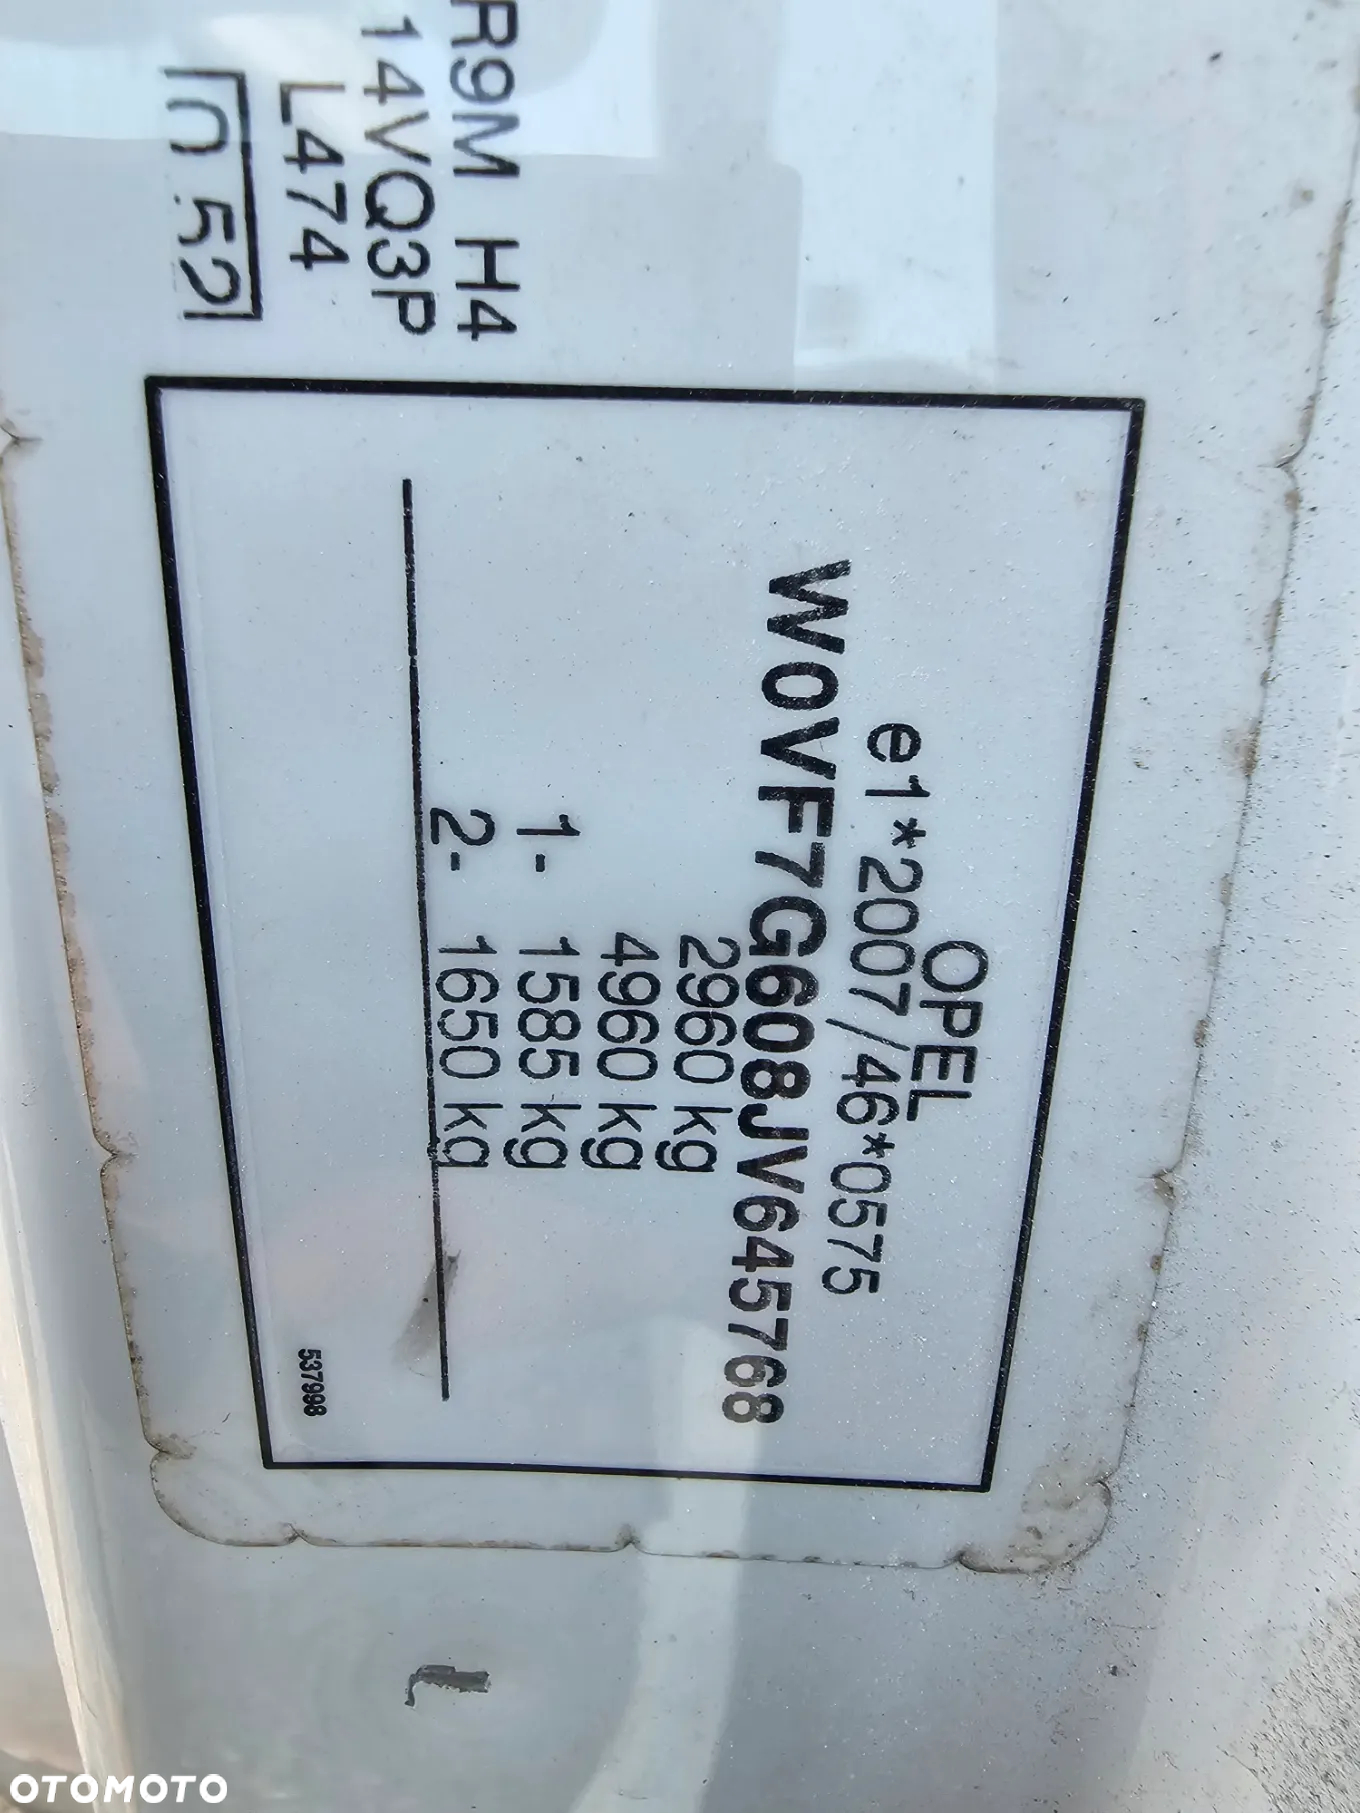 R9M H4
14VQ3P
L474
52
OPEL
e1*2007/46*0575
W0VF7G608JV645768
2960 kg
4960 kg
1- 1585 kg
2- 1650 kg
537998
OTOMOTO